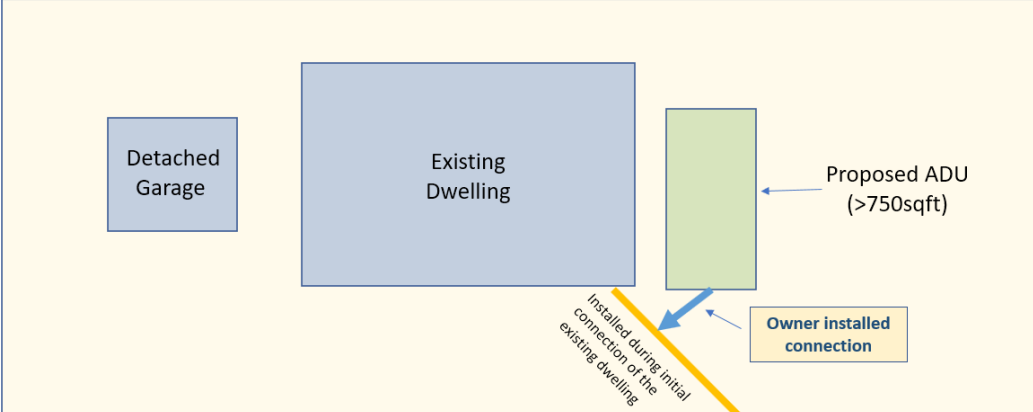 Detached
Garage
Existing
Dwelling
Proposed ADU
(>750sqft)
Installed during initial
connection of the
existing dwelling
Owner installed
connection